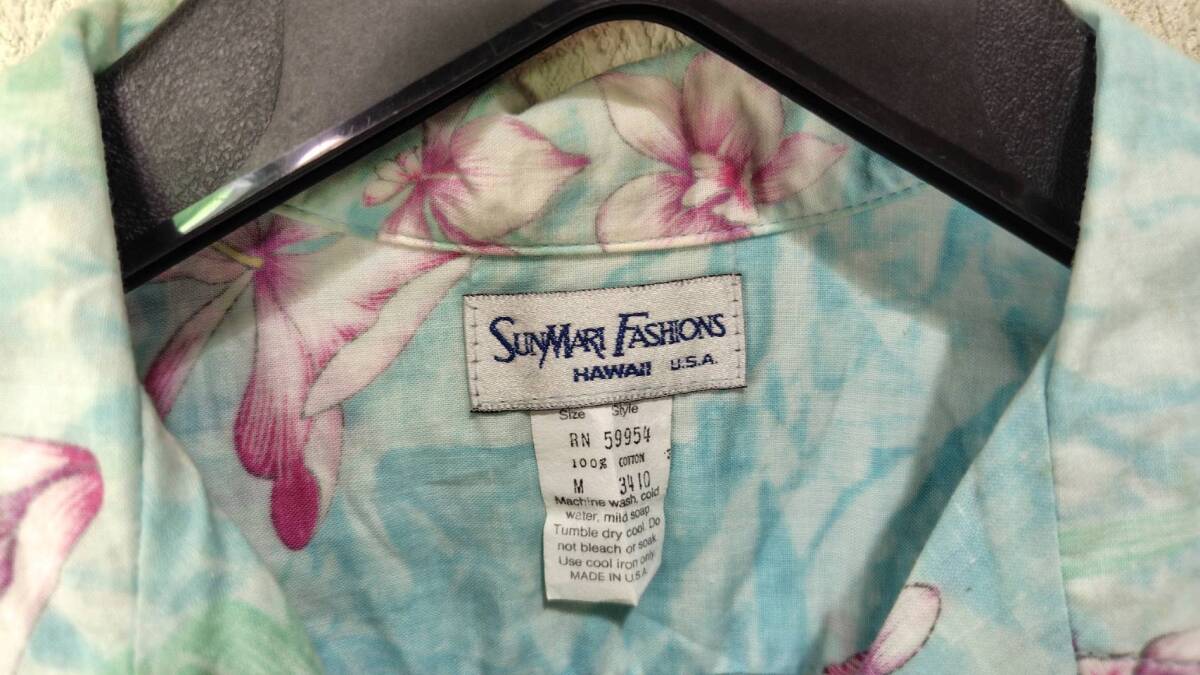 SUNMARI FASHIONS
HAWAII U.S.A.
Size Style
RN 59954
100% COTTON
M 3410
Machine wash, cold
water, mild soap
Tumble dry cool. Do
not bleach or soak.
Use cool iron only.
MADE IN U.S.A.